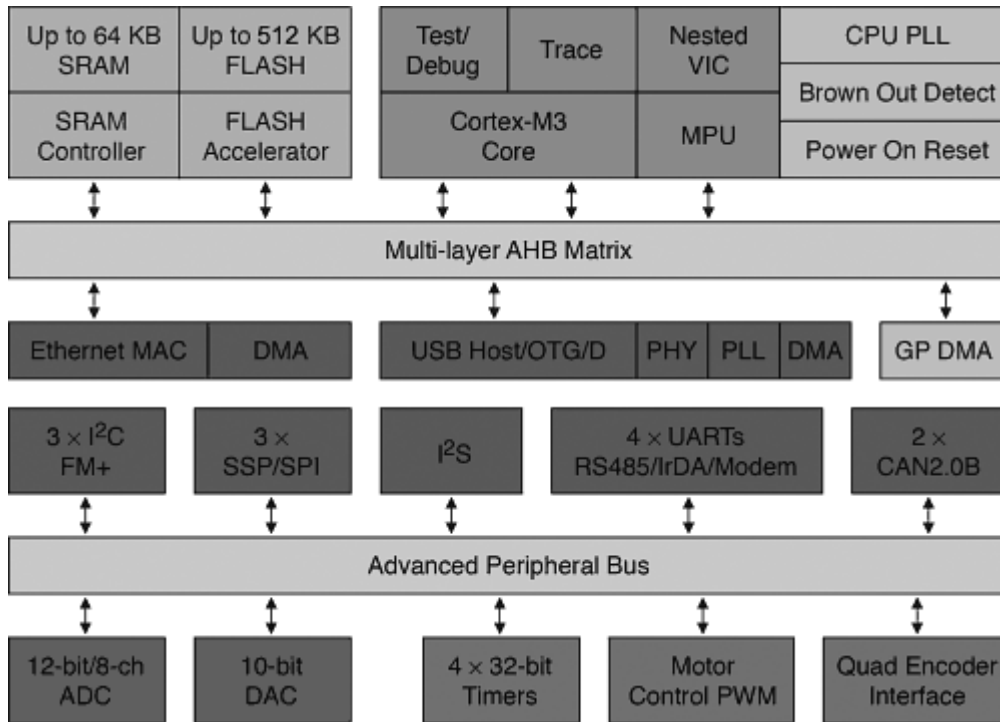 Up to 64 KB
SRAM
Up to 512 KB
FLASH
Test/
Debug
Trace
Nested
VIC
CPU PLL
Brown Out Detect
Power On Reset
SRAM
Controller
FLASH
Accelerator
Cortex-M3
Core
MPU
Multi-layer AHB Matrix
Ethernet MAC
DMA
USB Host/OTG/D
PHY
PLL
DMA
GP DMA
3 × I²C
FM+
3 ×
SSP/SPI
I²S
4 × UARTs
RS485/IrDA/Modem
2 ×
CAN2.0B
Advanced Peripheral Bus
12-bit/8-ch
ADC
10-bit
DAC
4 × 32-bit
Timers
Motor
Control PWM
Quad Encoder
Interface